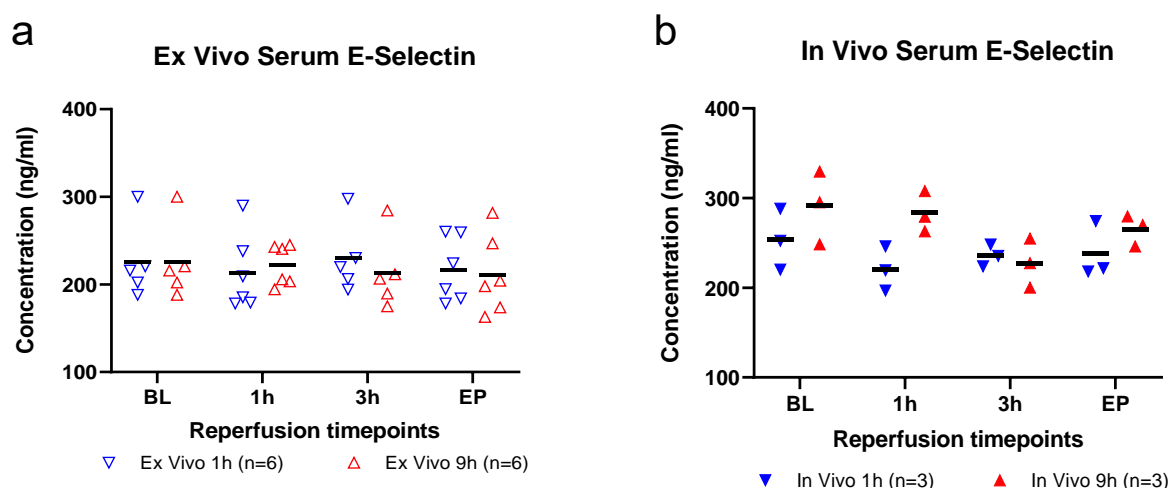 a
Ex Vivo Serum E-Selectin
Concentration (ng/ml)
400
300
200
100
BL 1h 3h EP
Reperfusion timepoints
Ex Vivo 1h (n=6) Ex Vivo 9h (n=6)
b
In Vivo Serum E-Selectin
Concentration (ng/ml)
400
300
200
100
BL 1h 3h EP
Reperfusion timepoints
In Vivo 1h (n=3) In Vivo 9h (n=3)